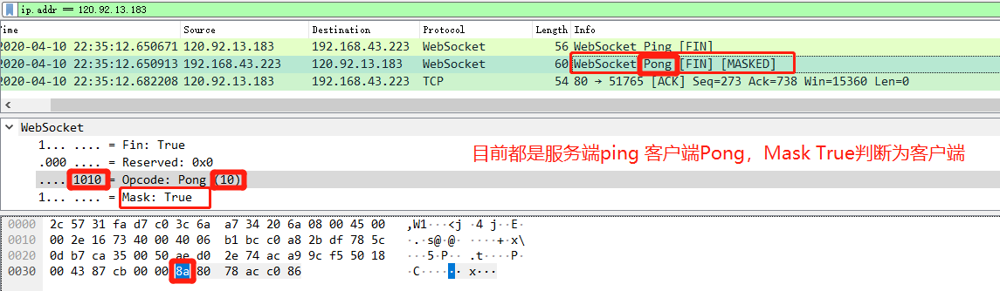 ip.addr == 120.92.13.183
Time Source Destination Protocol Length Info
2020-04-10 22:35:12.650671 120.92.13.183 192.168.43.223 WebSocket 56 WebSocket Ping [FIN]
2020-04-10 22:35:12.650913 192.168.43.223 120.92.13.183 WebSocket 60 WebSocket Pong [FIN] [MASKED]
2020-04-10 22:35:12.682208 120.92.13.183 192.168.43.223 TCP 54 80 → 51765 [ACK] Seq=273 Ack=738 Win=15360 Len=0
WebSocket
1... .... = Fin: True
.000 .... = Reserved: 0x0
目前都是服务端ping 客户端Pong，Mask True判断为客户端
.... 1010 = Opcode: Pong (10)
1... .... = Mask: True
0000 2c 57 31 fa d7 c0 3c 6a a7 34 20 6a 08 00 45 00 ,W1···<j ·4 j··E·
0010 00 2e 16 73 40 00 40 06 b1 bc c0 a8 2b df 78 5c ·.·s@·@· ····+·x\
0020 0d b7 ca 35 00 50 ae d0 2e 74 ac a9 9c f5 50 18 ···5·P·· .t····P·
0030 00 43 87 cb 00 00 8a 80 78 ac c0 86 ·C······ x···